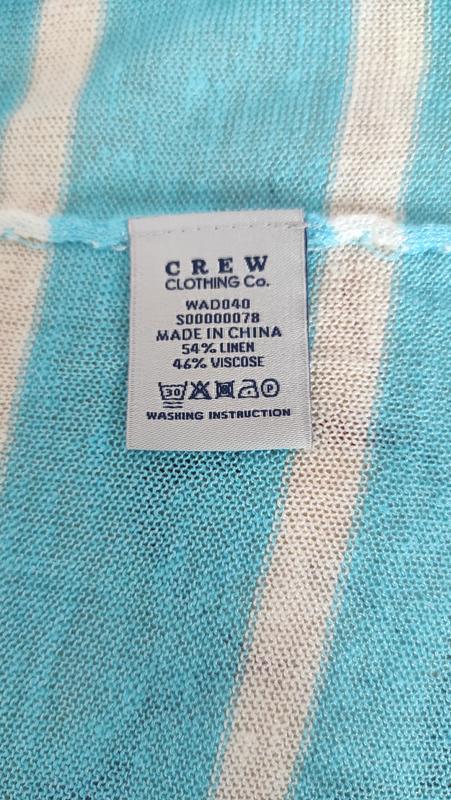 CREW
CLOTHING Co.
WAD040
S00000078
MADE IN CHINA
54% LINEN
46% VISCOSE
30 P
WASHING INSTRUCTION